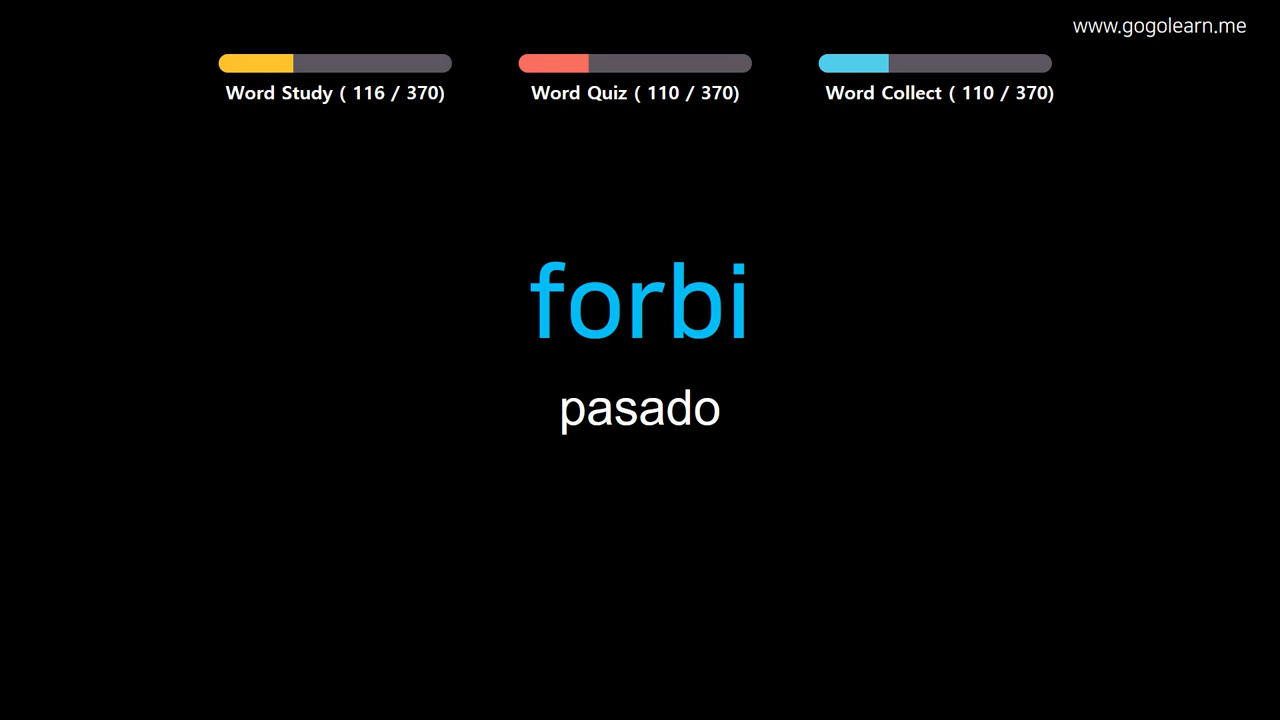 www.gogolearn.me
Word Study ( 116 / 370)
Word Quiz ( 110 / 370)
Word Collect ( 110 / 370)
forbi
pasado